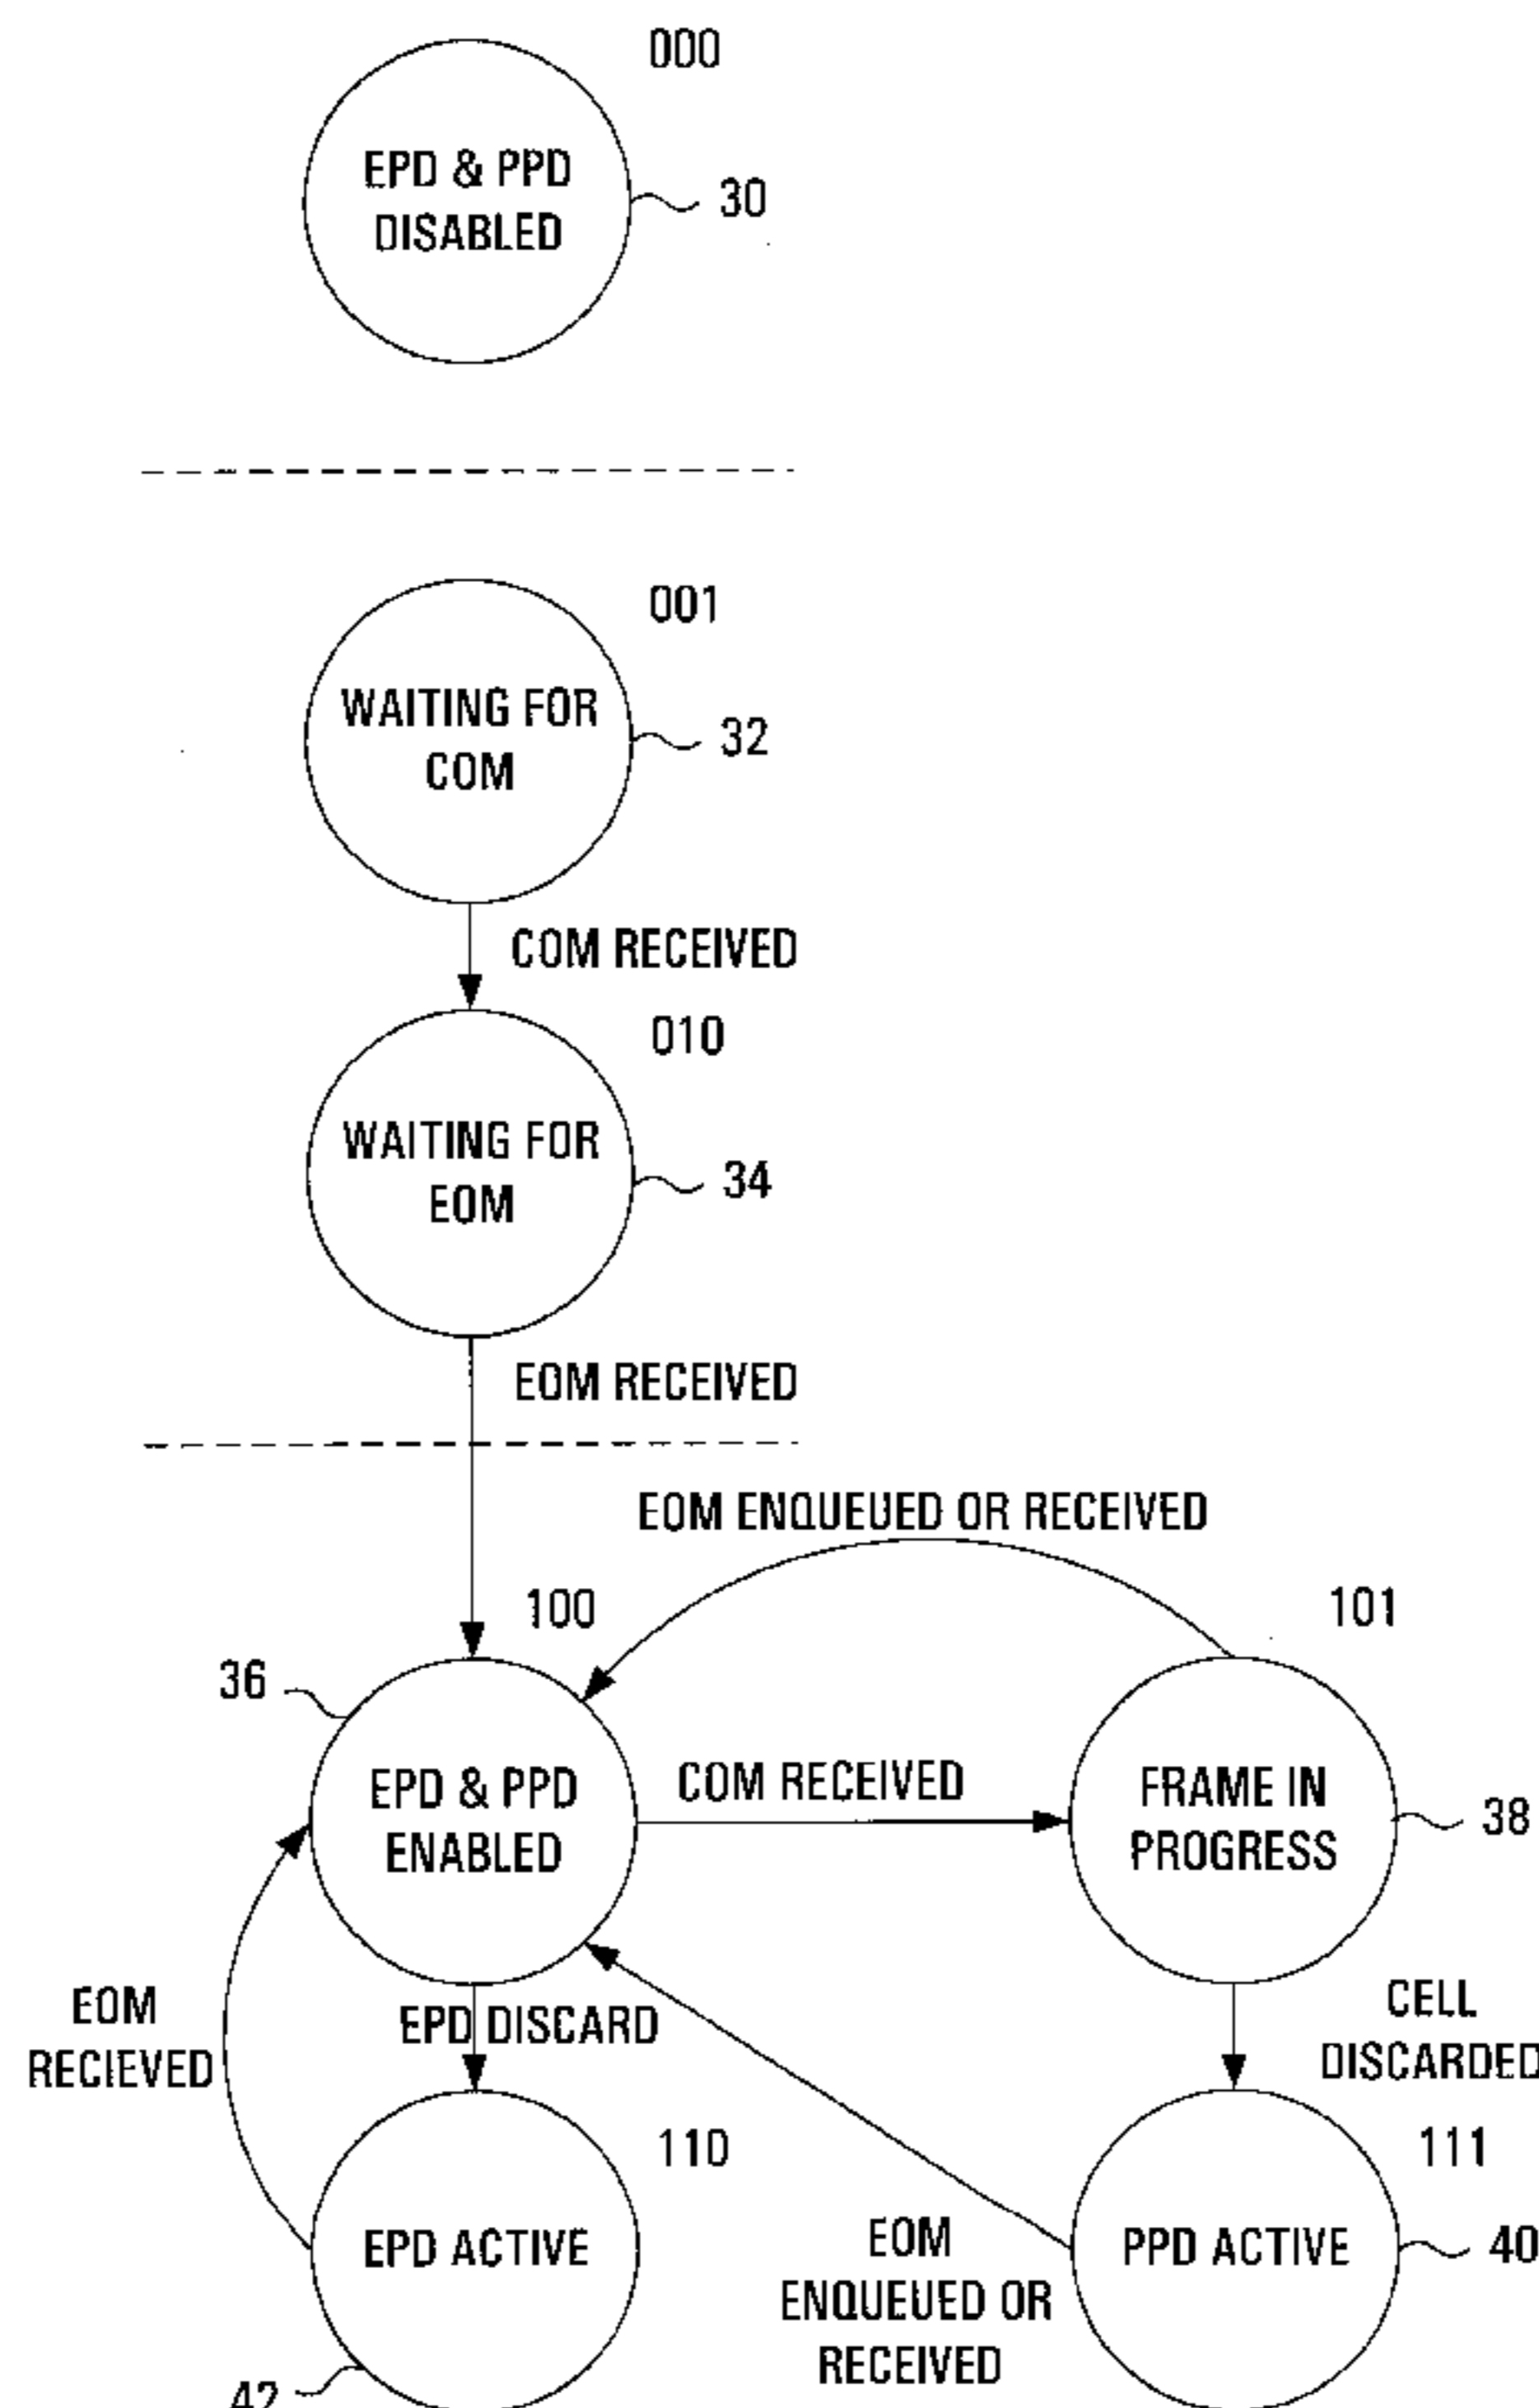 000
EPD & PPD
DISABLED
30
001
WAITING FOR
COM
32
COM RECEIVED
010
WAITING FOR
EOM
34
EOM RECEIVED
EOM ENQUEUED OR RECEIVED
100
101
36
EPD & PPD
ENABLED
COM RECEIVED
FRAME IN
PROGRESS
38
EOM
RECIEVED
EPD DISCARD
CELL
DISCARDED
110
111
EPD ACTIVE
EOM
ENQUEUED OR
RECEIVED
PPD ACTIVE
40
42